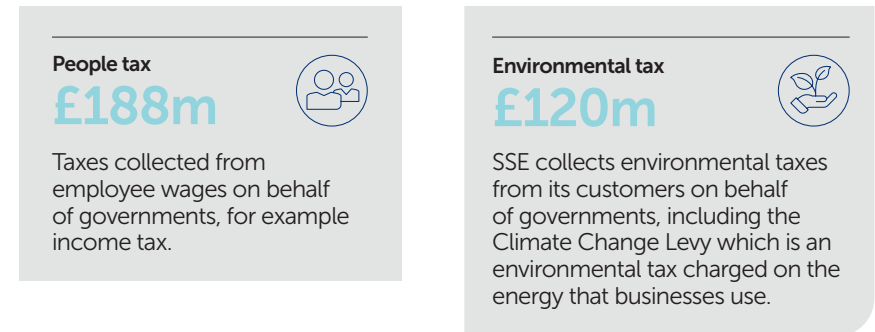 People tax
£188m
Taxes collected from
employee wages on behalf
of governments, for example
income tax.
Environmental tax
£120m
SSE collects environmental taxes
from its customers on behalf
of governments, including the
Climate Change Levy which is an
environmental tax charged on the
energy that businesses use.